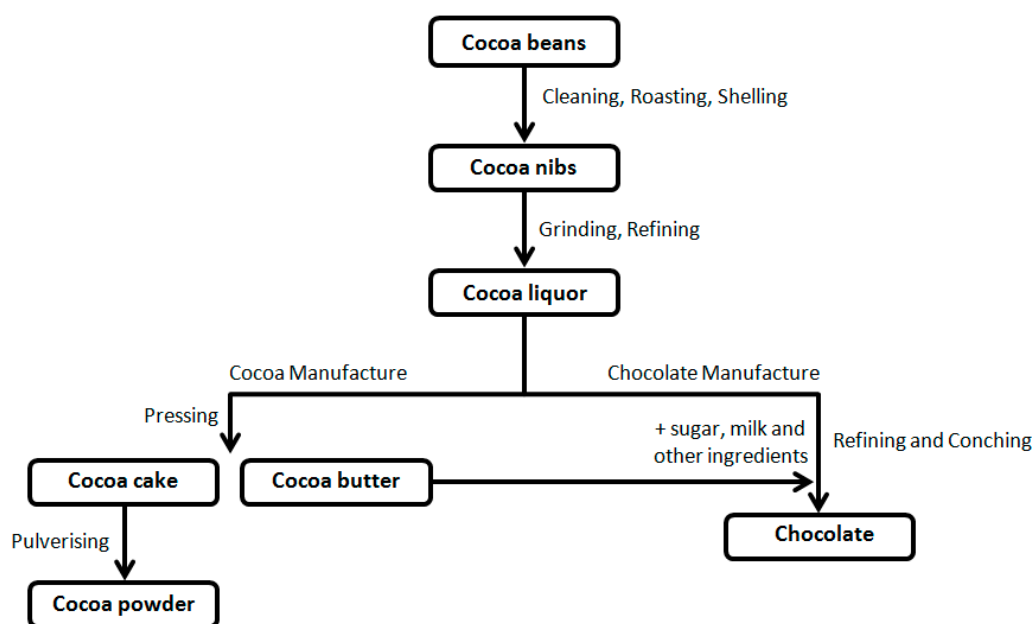 Cocoa beans
Cleaning, Roasting, Shelling
Cocoa nibs
Grinding, Refining
Cocoa liquor
Cocoa Manufacture
Chocolate Manufacture
Pressing
+ sugar, milk and
other ingredients
Refining and Conching
Cocoa cake
Cocoa butter
Chocolate
Pulverising
Cocoa powder